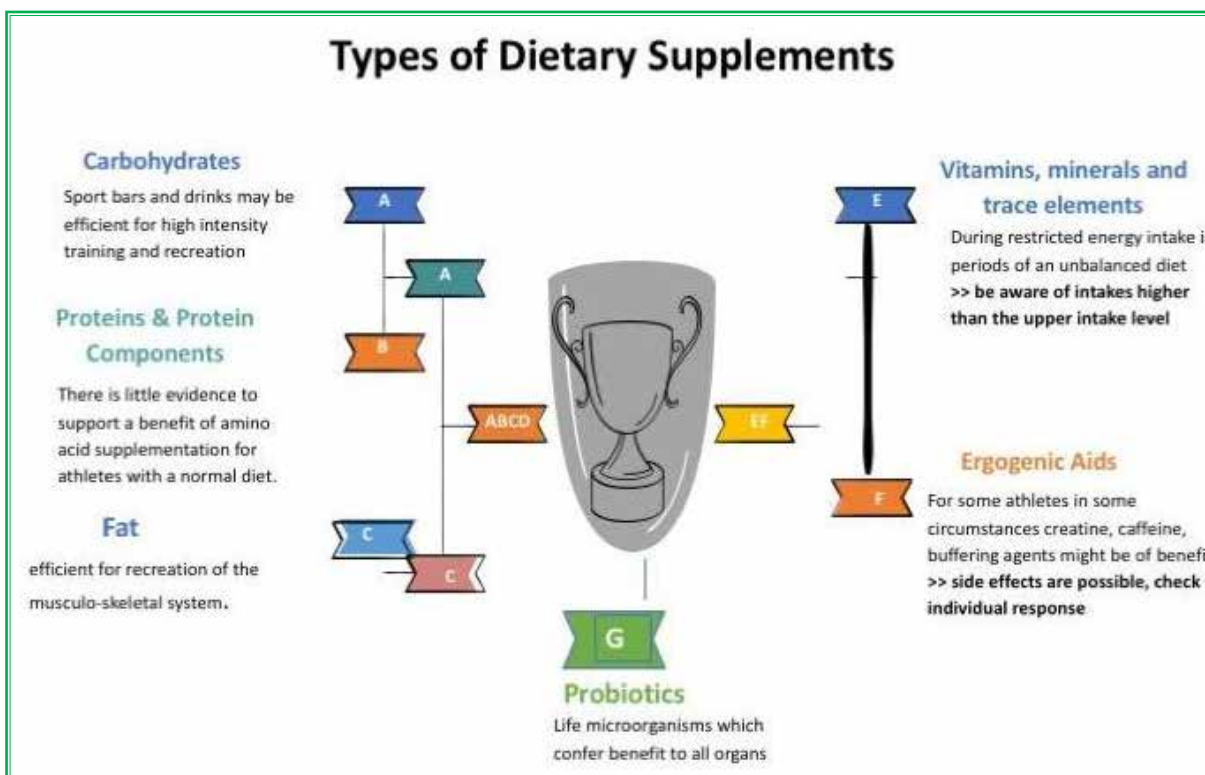 Types of Dietary Supplements
Carbohydrates
Sport bars and drinks may be
efficient for high intensity
training and recreation
Proteins & Protein
Components
There is little evidence to
support a benefit of amino
acid supplementation for
athletes with a normal diet.
Fat
efficient for recreation of the
musculo-skeletal system.
A
A
B
ABCD
C
C
EF
E
F
Vitamins, minerals and
trace elements
During restricted energy intake i
periods of an unbalanced diet
>> be aware of intakes higher
than the upper intake level
Ergogenic Aids
For some athletes in some
circumstances creatine, caffeine,
buffering agents might be of benefi
>> side effects are possible, check
individual response
G
Probiotics
Life microorganisms which
confer benefit to all organs